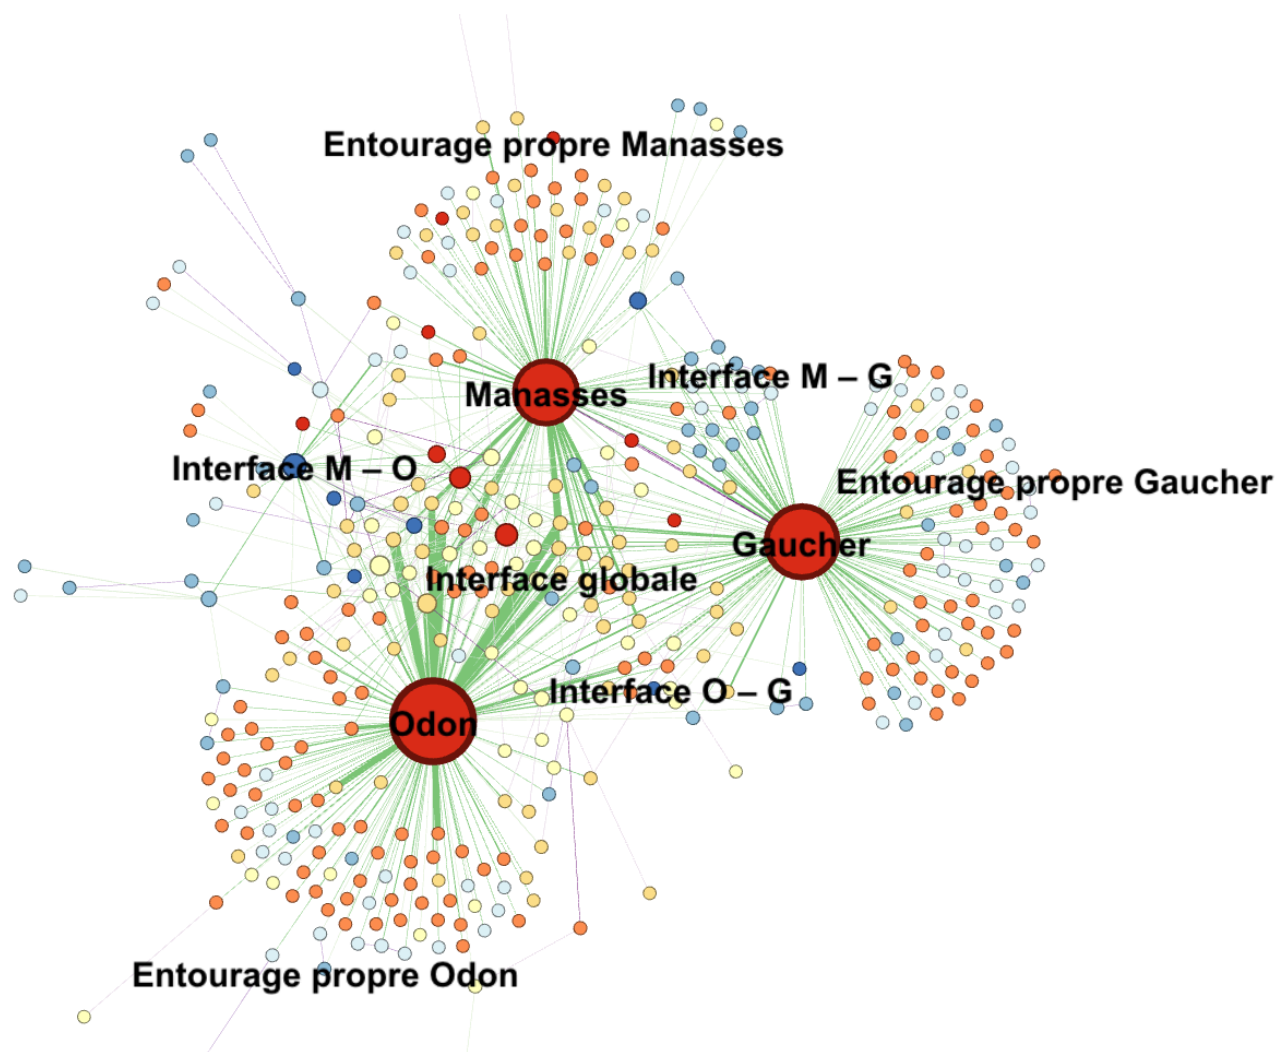 Entourage propre Manasses
Interface M – G
Manasses
Interface M – O
Entourage propre Gaucher
Gaucher
Interface globale
Interface O – G
Odon
Entourage propre Odon